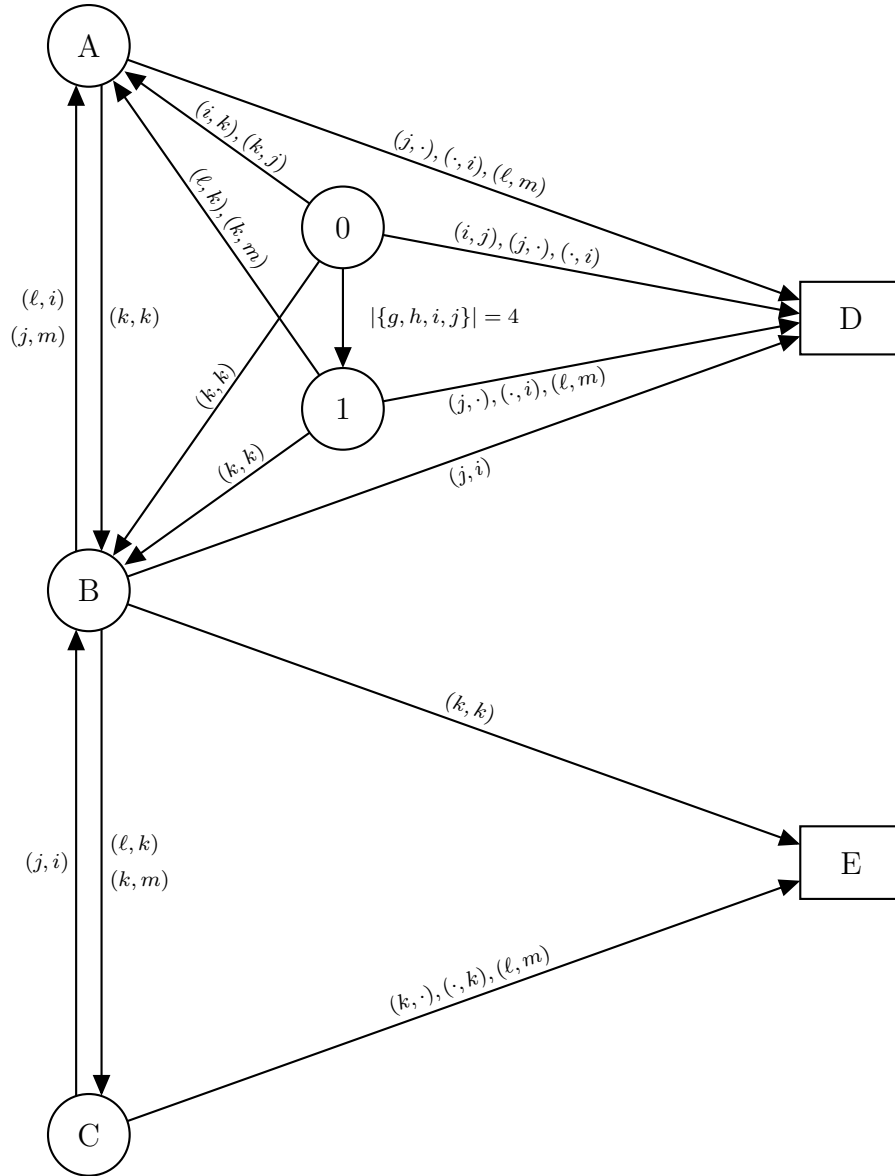 A
(i, k), (k, j)
(j, ·), (·, i), (ℓ, m)
(ℓ, k), (k, m)
0
(i, j), (j, ·), (·, i)
(ℓ, i)
(j, m)
(k, k)
|{g, h, i, j}| = 4
D
(k, k)
1
(j, ·), (·, i), (ℓ, m)
(k, k)
(j, i)
B
(k, k)
(j, i)
(ℓ, k)
(k, m)
E
(k, ·), (·, k), (ℓ, m)
C